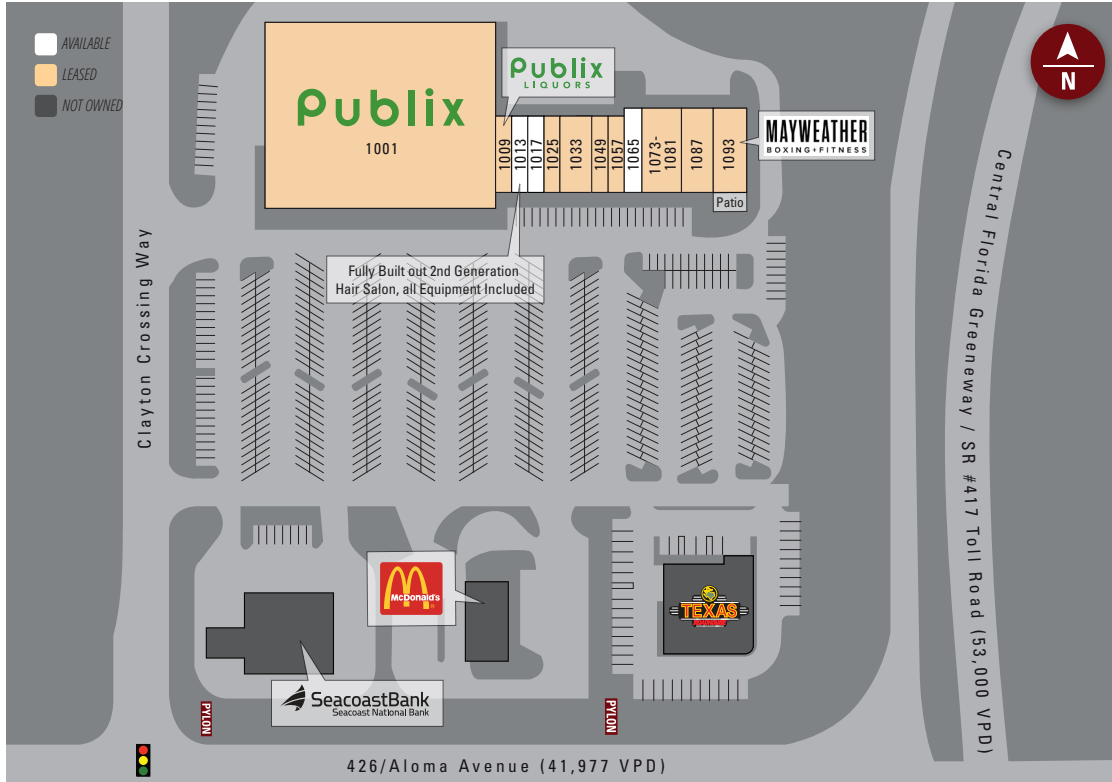 AVAILABLE
LEASED
NOT OWNED
N
Publix
1001
Publix
LIQUORS
1009
1013
1017
1025
1033
1049
1057
1065
1073-
1081
1087
1093
MAYWEATHER
BOXING+FITNESS
Patio
Fully Built out 2nd Generation
Hair Salon, all Equipment Included
Clayton Crossing Way
Central Florida Greeneway / SR #417 Toll Road (53,000 VPD)
McDonald's
TEXAS
SeacoastBank
Seacoast National Bank
PYLON
PYLON
426/Aloma Avenue (41,977 VPD)